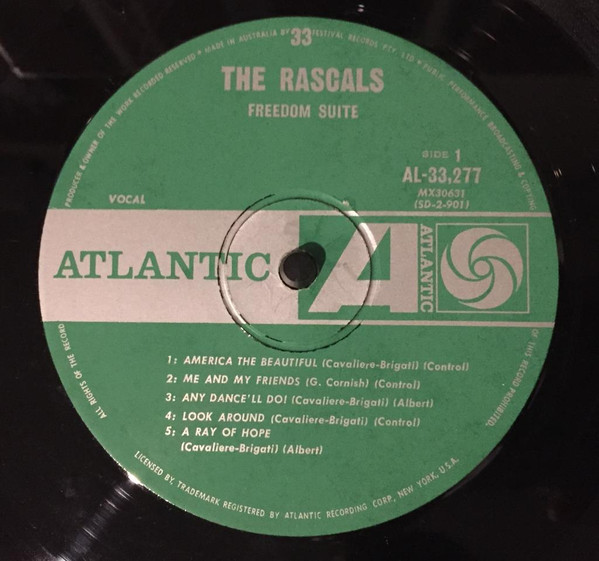 PRODUCER & OWNER OF THE WORK RECORDED RESERVED • MADE IN AUSTRALIA BY FESTIVAL RECORDS PTY. LTD • PUBLIC PERFORMANCE BROADCASTING & COPYING
33
THE RASCALS
FREEDOM SUITE
SIDE 1
AL-33,277
MX30631
(SD-2-901)
VOCAL
ATLANTIC
A
ATLANTIC
1: AMERICA THE BEAUTIFUL (Cavaliere-Brigati) (Control)
2: ME AND MY FRIENDS (G. Cornish) (Control)
3: ANY DANCE'LL DO! (Cavaliere-Brigati) (Albert)
4: LOOK AROUND (Cavaliere-Brigati) (Control)
5: A RAY OF HOPE
(Cavaliere-Brigati) (Albert)
ALL RIGHTS OF THE RECORD
OF THIS RECORD PROHIBITED.
LICENSED BY, TRADEMARK REGISTERED BY ATLANTIC RECORDING CORP., NEW YORK, U.S.A.